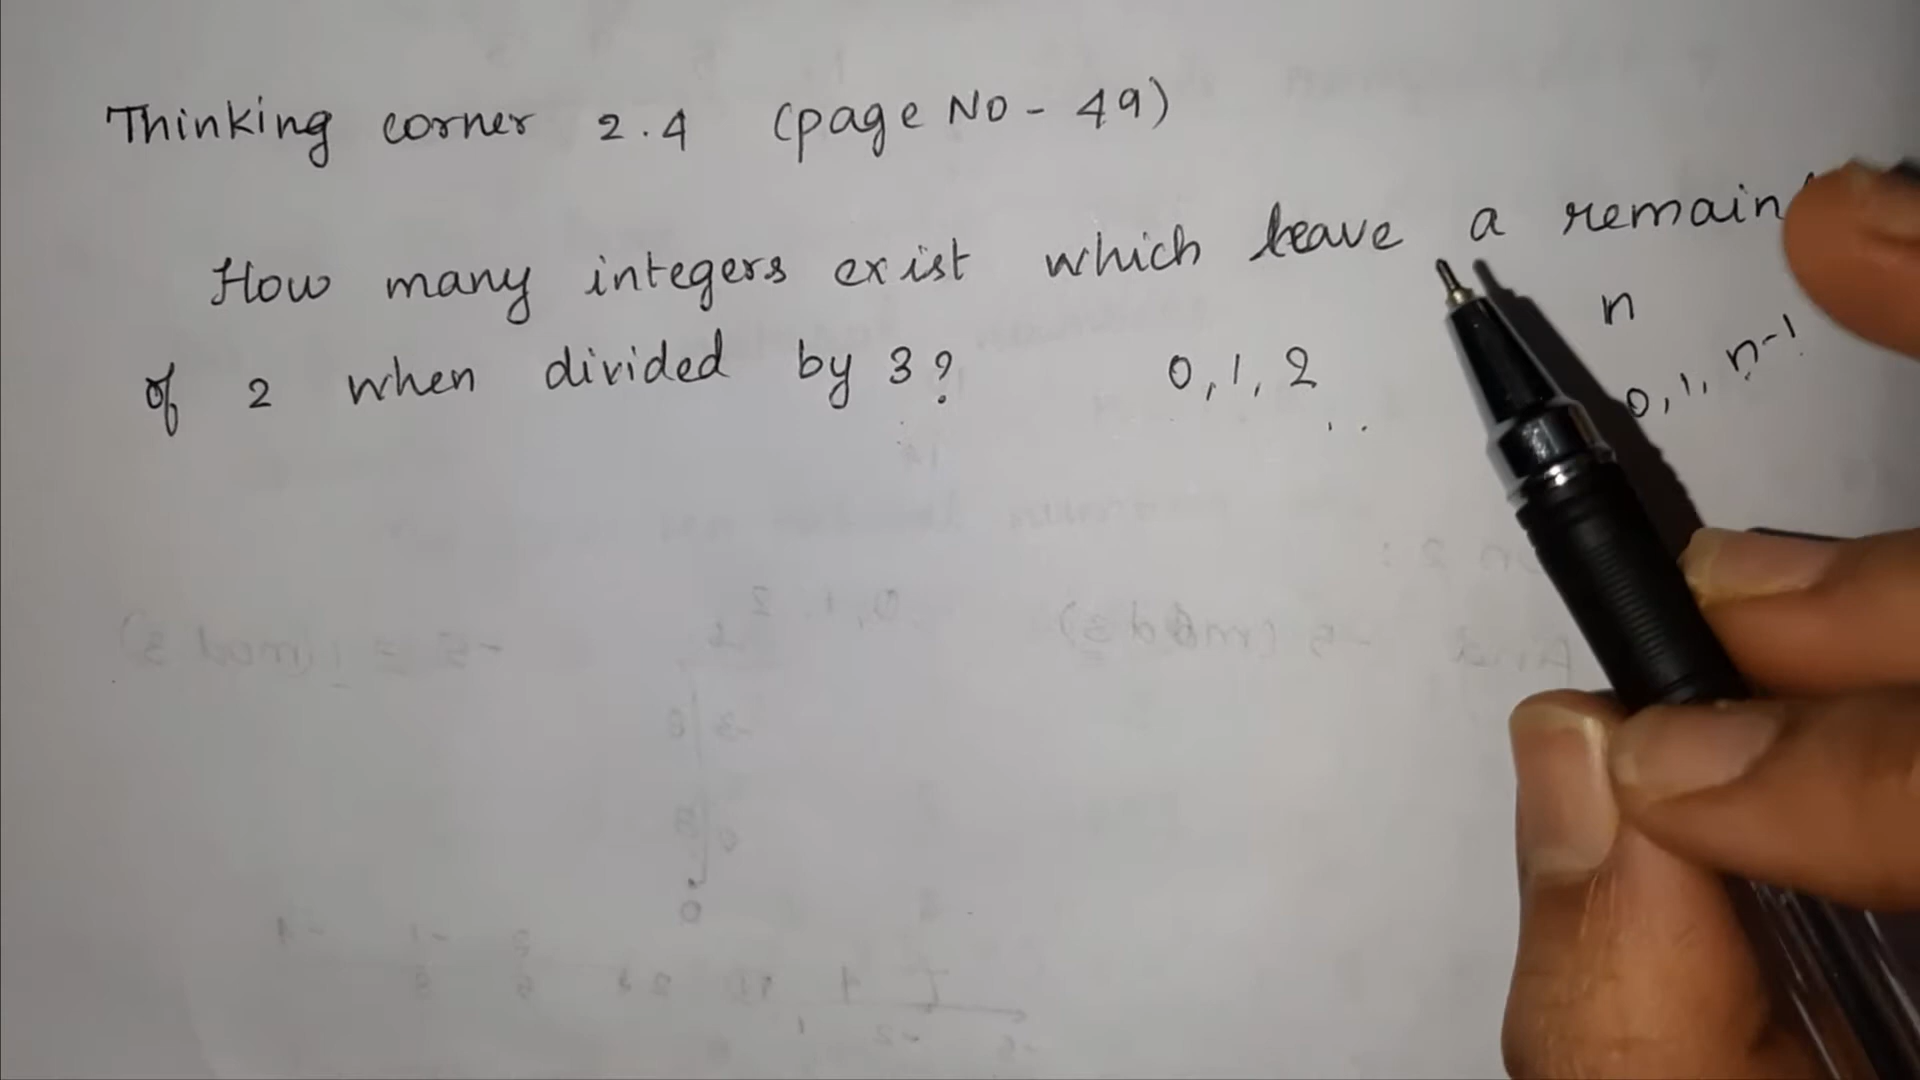 Thinking corner 2.4 (page No - 49)
How many integers exist which leave a remain
of 2 when divided by 3?
0, 1, 2
n
0, 1, n-1